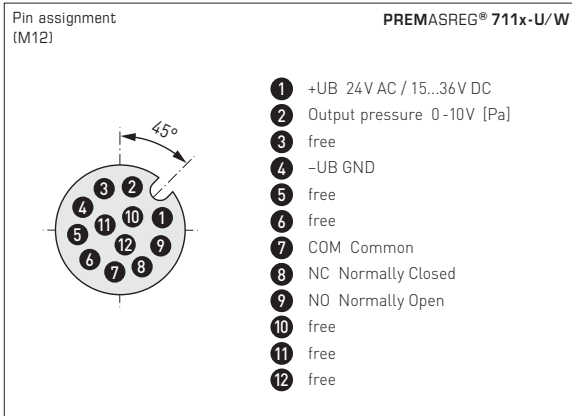 Pin assignment
(M12)
PREMASREG® 711x-U/W
45°
3 2
4 11 10 1
5 12 9
6 7 8
1 +UB 24V AC / 15...36V DC
2 Output pressure 0-10V [Pa]
3 free
4 –UB GND
5 free
6 free
7 COM Common
8 NC Normally Closed
9 NO Normally Open
10 free
11 free
12 free